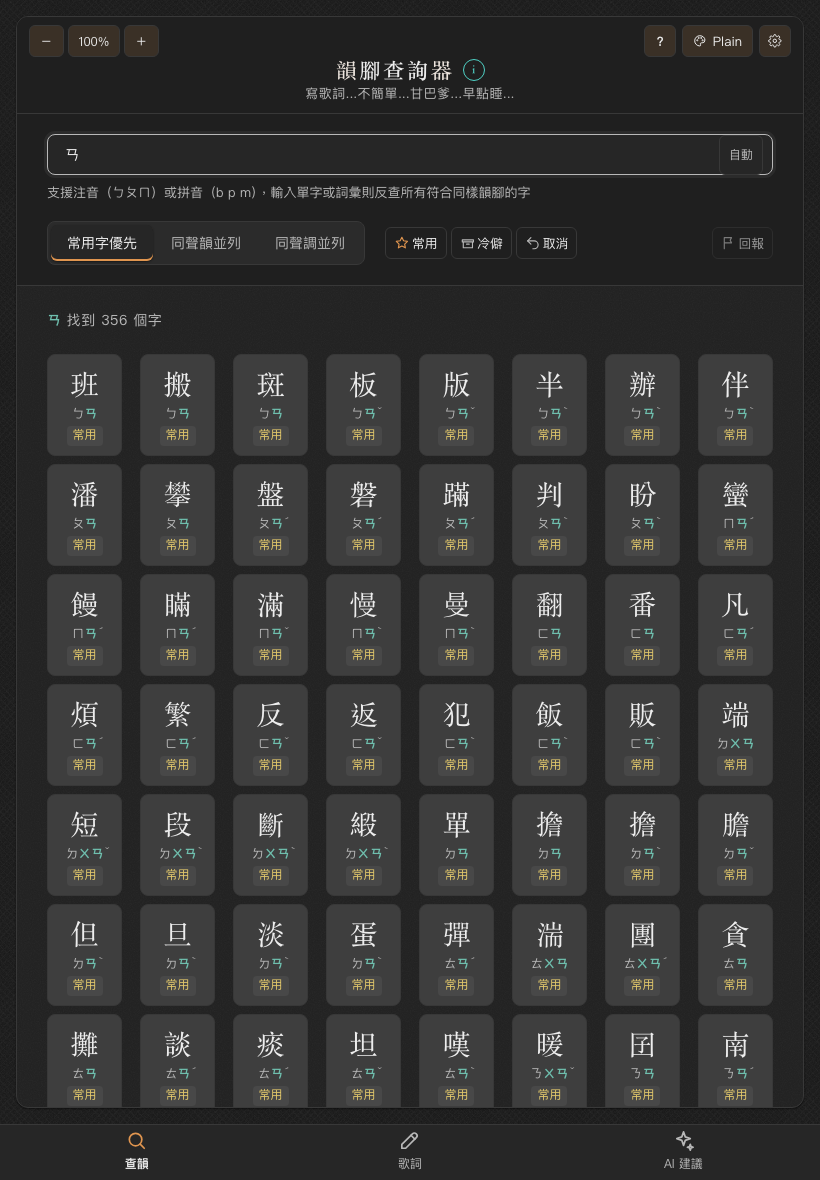 − 100% + ? Plain
韻腳查詢器 i
寫歌詞...不簡單...甘巴爹...早點睡...
ㄢ 自動
支援注音（ㄅㄆㄇ）或拼音（b p m），輸入單字或詞彙則反查所有符合同樣韻腳的字
常用字優先 同聲韻並列 同聲調並列 常用 冷僻 取消 回報
ㄢ 找到 356 個字
班 搬 斑 板 版 半 辦 伴
ㄅㄢ ㄅㄢ ㄅㄢ ㄅㄢˇ ㄅㄢˇ ㄅㄢˋ ㄅㄢˋ ㄅㄢˋ
常用 常用 常用 常用 常用 常用 常用 常用
潘 攀 盤 磐 蹣 判 盼 蠻
ㄆㄢ ㄆㄢ ㄆㄢˊ ㄆㄢˊ ㄆㄢˊ ㄆㄢˋ ㄆㄢˋ ㄇㄢˊ
常用 常用 常用 常用 常用 常用 常用 常用
饅 瞞 滿 慢 曼 翻 番 凡
ㄇㄢˊ ㄇㄢˊ ㄇㄢˇ ㄇㄢˋ ㄇㄢˋ ㄈㄢ ㄈㄢ ㄈㄢˊ
常用 常用 常用 常用 常用 常用 常用 常用
煩 繁 反 返 犯 飯 販 端
ㄈㄢˊ ㄈㄢˊ ㄈㄢˇ ㄈㄢˇ ㄈㄢˋ ㄈㄢˋ ㄈㄢˋ ㄉㄨㄢ
常用 常用 常用 常用 常用 常用 常用 常用
短 段 斷 緞 單 擔 擔 膽
ㄉㄨㄢˇ ㄉㄨㄢˋ ㄉㄨㄢˋ ㄉㄨㄢˋ ㄉㄢ ㄉㄢ ㄉㄢˋ ㄉㄢˇ
常用 常用 常用 常用 常用 常用 常用 常用
但 旦 淡 蛋 彈 湍 團 貪
ㄉㄢˋ ㄉㄢˋ ㄉㄢˋ ㄉㄢˋ ㄊㄢˊ ㄊㄨㄢ ㄊㄨㄢˊ ㄊㄢ
常用 常用 常用 常用 常用 常用 常用 常用
攤 談 痰 坦 嘆 暖 囝 南
ㄊㄢ ㄊㄢˊ ㄊㄢˊ ㄊㄢˇ ㄊㄢˋ ㄋㄨㄢˇ ㄋㄢ ㄋㄢˊ
常用 常用 常用 常用 常用 常用 常用 常用
查韻 歌詞 AI 建議